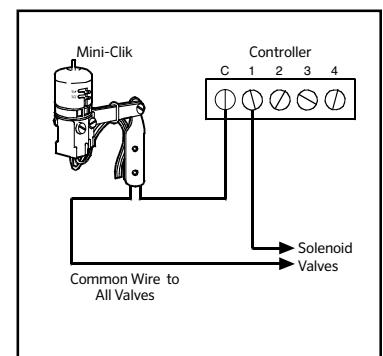 Mini-Clik
Controller
C 1 2 3 4
Solenoid
Valves
Common Wire to
All Valves